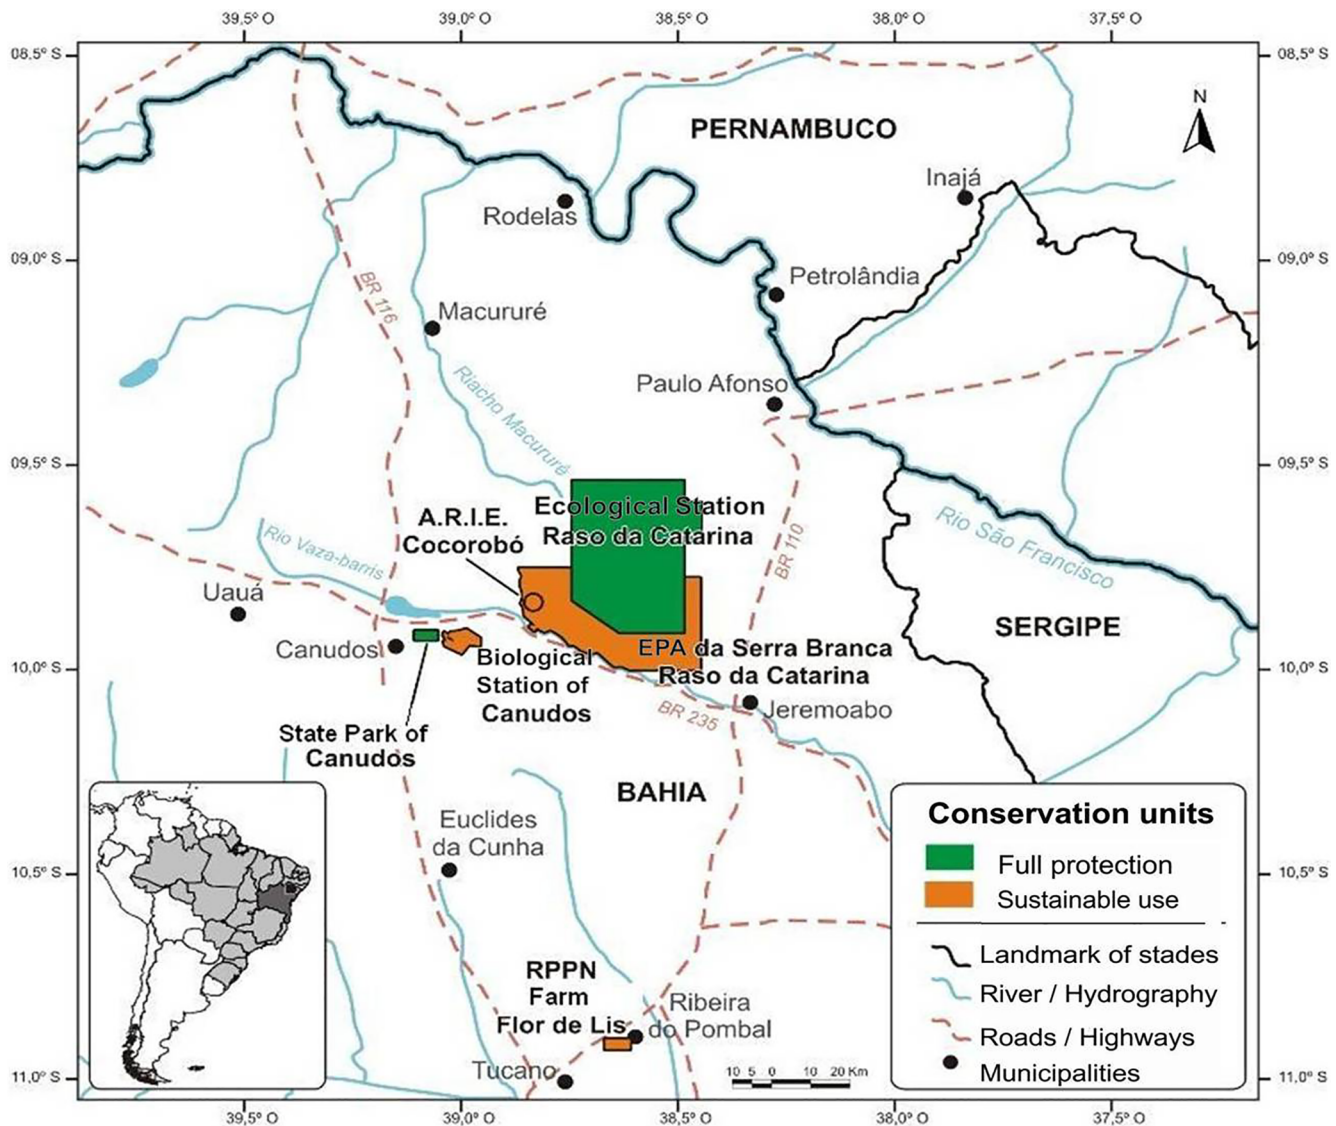 39,5° O
39.0° O
38,5° O
38.0° O
37,5° O
08,5° S
08,5° S
N
PERNAMBUCO
Inajá
Rodelas
09,0° S
09,0° S
Petrolândia
BR 116
Macururé
Paulo Afonso
Riacho Macururé
09,5° S
09,5° S
Ecological Station
Raso da Catarina
A.R.I.E.
Cocorobó
Rio São Francisco
BR 110
Rio Vaza-barris
Uauá
SERGIPE
Canudos
EPA da Serra Branca
Raso da Catarina
Biological
Station of
Canudos
10,0° S
10,0° S
Jeremoabo
BR 235
State Park of
Canudos
BAHIA
Euclides
da Cunha
Conservation units
Full protection
Sustainable use
10,5° S
10,5° S
Landmark of stades
River / Hydrography
Roads / Highways
Municipalities
RPPN
Farm
Flor de Lis
Ribeira
do Pombal
Tucano
10 5 0 10 20 Km
11.0° S
11.0° S
39,5° O
39,0° O
38,5° O
38,0° O
37,5° O